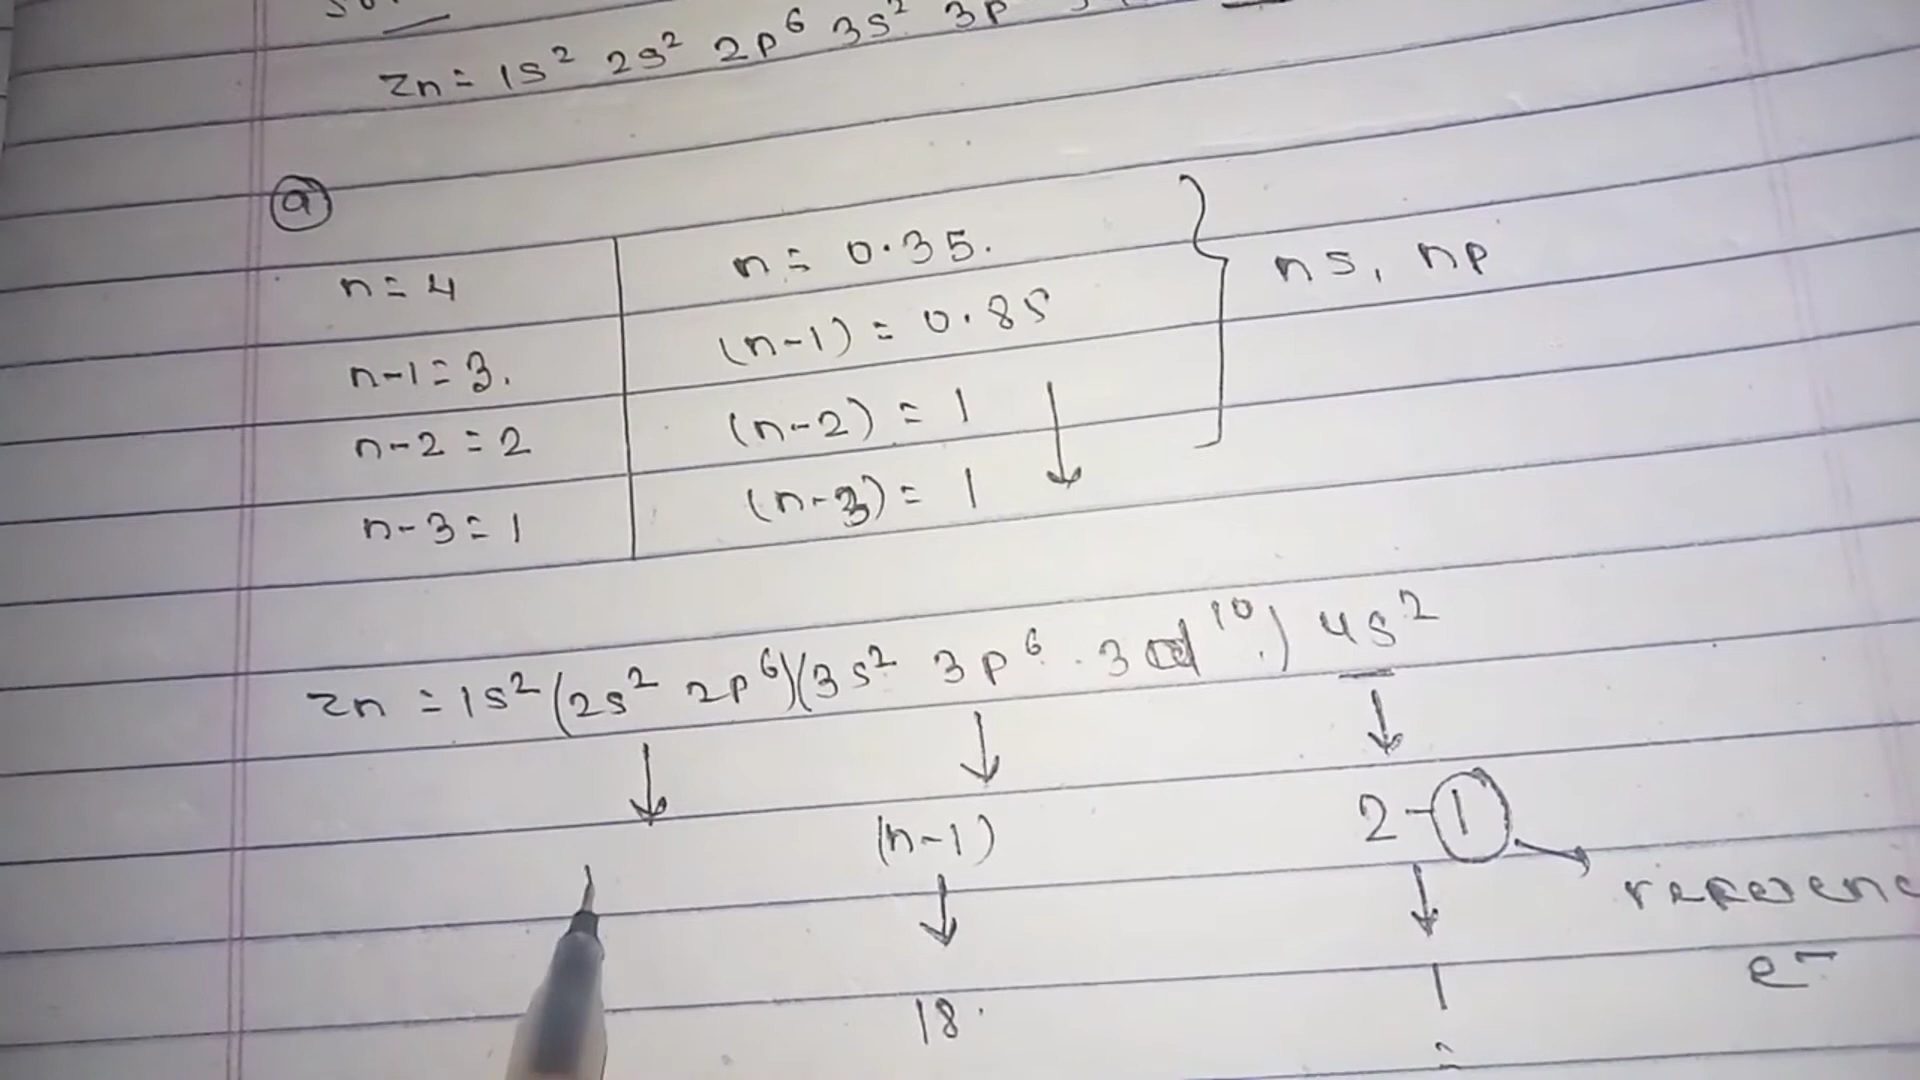 Zn = 1s² 2s² 2p⁶ 3s² 3p
(a)
n = 4 n = 0.35.
n-1 = 3. (n-1) = 0.85 ns, np
n-2 = 2 (n-2) = 1 ↓
n-3 = 1 (n-3) = 1
Zn = 1s² (2s² 2p⁶)(3s² 3p⁶ 3d¹⁰) 4s²
↓ ↓ ↓
(n-1) 2-1 →
↓ ↓
e⁻
18. 1